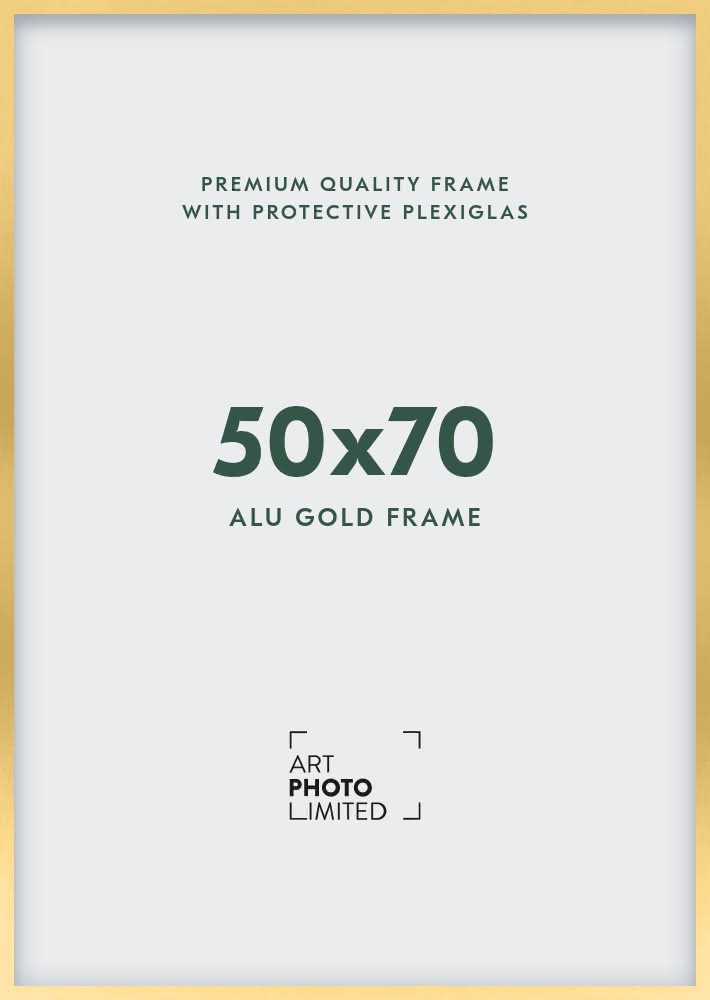 PREMIUM QUALITY FRAME
WITH PROTECTIVE PLEXIGLAS
50x70
ALU GOLD FRAME
ART
PHOTO
LIMITED